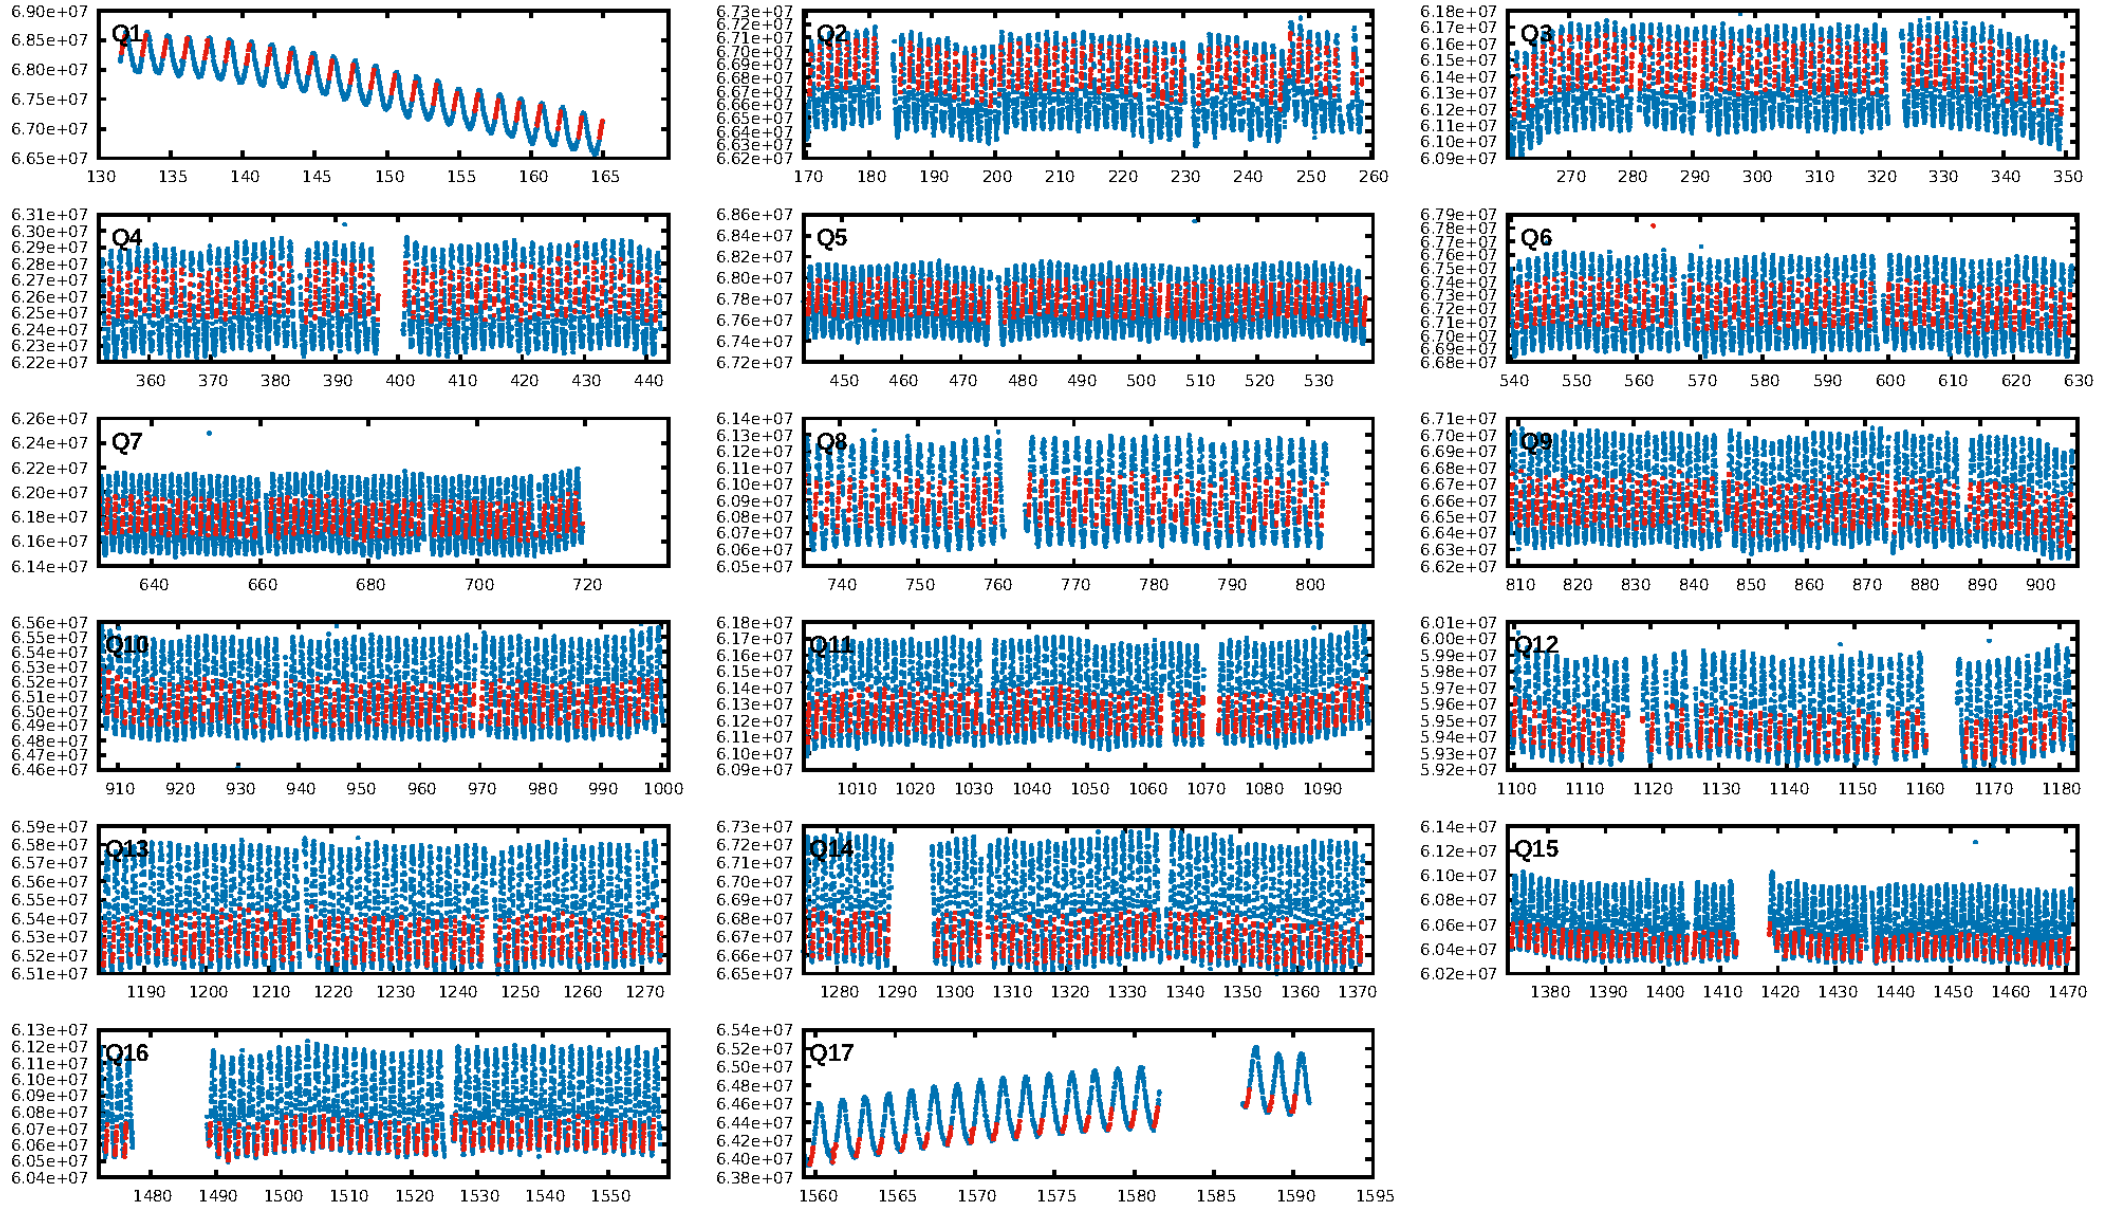 6.90e+07
6.85e+07
6.80e+07
6.75e+07
6.70e+07
6.65e+07
Q1
130 135 140 145 150 155 160 165
6.73e+07
6.72e+07
6.71e+07
6.70e+07
6.69e+07
6.68e+07
6.67e+07
6.66e+07
6.65e+07
6.64e+07
6.63e+07
6.62e+07
Q2
170 180 190 200 210 220 230 240 250 260
6.18e+07
6.17e+07
6.16e+07
6.15e+07
6.14e+07
6.13e+07
6.12e+07
6.11e+07
6.10e+07
6.09e+07
Q3
270 280 290 300 310 320 330 340 350
6.31e+07
6.30e+07
6.29e+07
6.28e+07
6.27e+07
6.26e+07
6.25e+07
6.24e+07
6.23e+07
6.22e+07
Q4
360 370 380 390 400 410 420 430 440
6.86e+07
6.84e+07
6.82e+07
6.80e+07
6.78e+07
6.76e+07
6.74e+07
6.72e+07
Q5
450 460 470 480 490 500 510 520 530
6.79e+07
6.78e+07
6.77e+07
6.76e+07
6.75e+07
6.74e+07
6.73e+07
6.72e+07
6.71e+07
6.70e+07
6.69e+07
6.68e+07
Q6
540 550 560 570 580 590 600 610 620 630
6.26e+07
6.24e+07
6.22e+07
6.20e+07
6.18e+07
6.16e+07
6.14e+07
Q7
640 660 680 700 720
6.14e+07
6.13e+07
6.12e+07
6.11e+07
6.10e+07
6.09e+07
6.08e+07
6.07e+07
6.06e+07
6.05e+07
Q8
740 750 760 770 780 790 800
6.71e+07
6.70e+07
6.69e+07
6.68e+07
6.67e+07
6.66e+07
6.65e+07
6.64e+07
6.63e+07
6.62e+07
Q9
810 820 830 840 850 860 870 880 890 900
6.56e+07
6.55e+07
6.54e+07
6.53e+07
6.52e+07
6.51e+07
6.50e+07
6.49e+07
6.48e+07
6.47e+07
6.46e+07
Q10
910 920 930 940 950 960 970 980 990 1000
6.18e+07
6.17e+07
6.16e+07
6.15e+07
6.14e+07
6.13e+07
6.12e+07
6.11e+07
6.10e+07
6.09e+07
Q11
1010 1020 1030 1040 1050 1060 1070 1080 1090
6.01e+07
6.00e+07
5.99e+07
5.98e+07
5.97e+07
5.96e+07
5.95e+07
5.94e+07
5.93e+07
5.92e+07
Q12
1100 1110 1120 1130 1140 1150 1160 1170 1180
6.59e+07
6.58e+07
6.57e+07
6.56e+07
6.55e+07
6.54e+07
6.53e+07
6.52e+07
6.51e+07
Q13
1190 1200 1210 1220 1230 1240 1250 1260 1270
6.73e+07
6.72e+07
6.71e+07
6.70e+07
6.69e+07
6.68e+07
6.67e+07
6.66e+07
6.65e+07
Q14
1280 1290 1300 1310 1320 1330 1340 1350 1360 1370
6.14e+07
6.12e+07
6.10e+07
6.08e+07
6.06e+07
6.04e+07
6.02e+07
Q15
1380 1390 1400 1410 1420 1430 1440 1450 1460 1470
6.13e+07
6.12e+07
6.11e+07
6.10e+07
6.09e+07
6.08e+07
6.07e+07
6.06e+07
6.05e+07
6.04e+07
Q16
1480 1490 1500 1510 1520 1530 1540 1550
6.54e+07
6.52e+07
6.50e+07
6.48e+07
6.46e+07
6.44e+07
6.42e+07
6.40e+07
6.38e+07
Q17
1560 1565 1570 1575 1580 1585 1590 1595